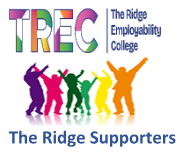 TREC
The Ridge
Employability
College
The Ridge Supporters